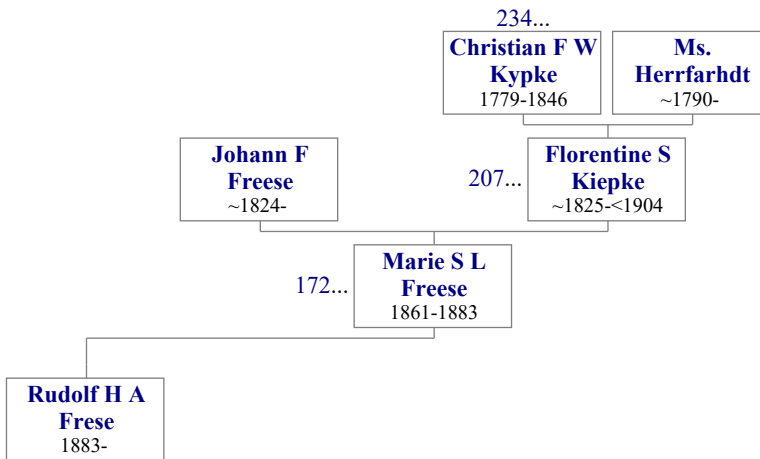 234...
Christian F W
Kypke
1779-1846
Ms.
Herrfarhdt
~1790-
Johann F
Freese
~1824-
207...
Florentine S
Kiepke
~1825-<1904
172...
Marie S L
Freese
1861-1883
Rudolf H A
Frese
1883-